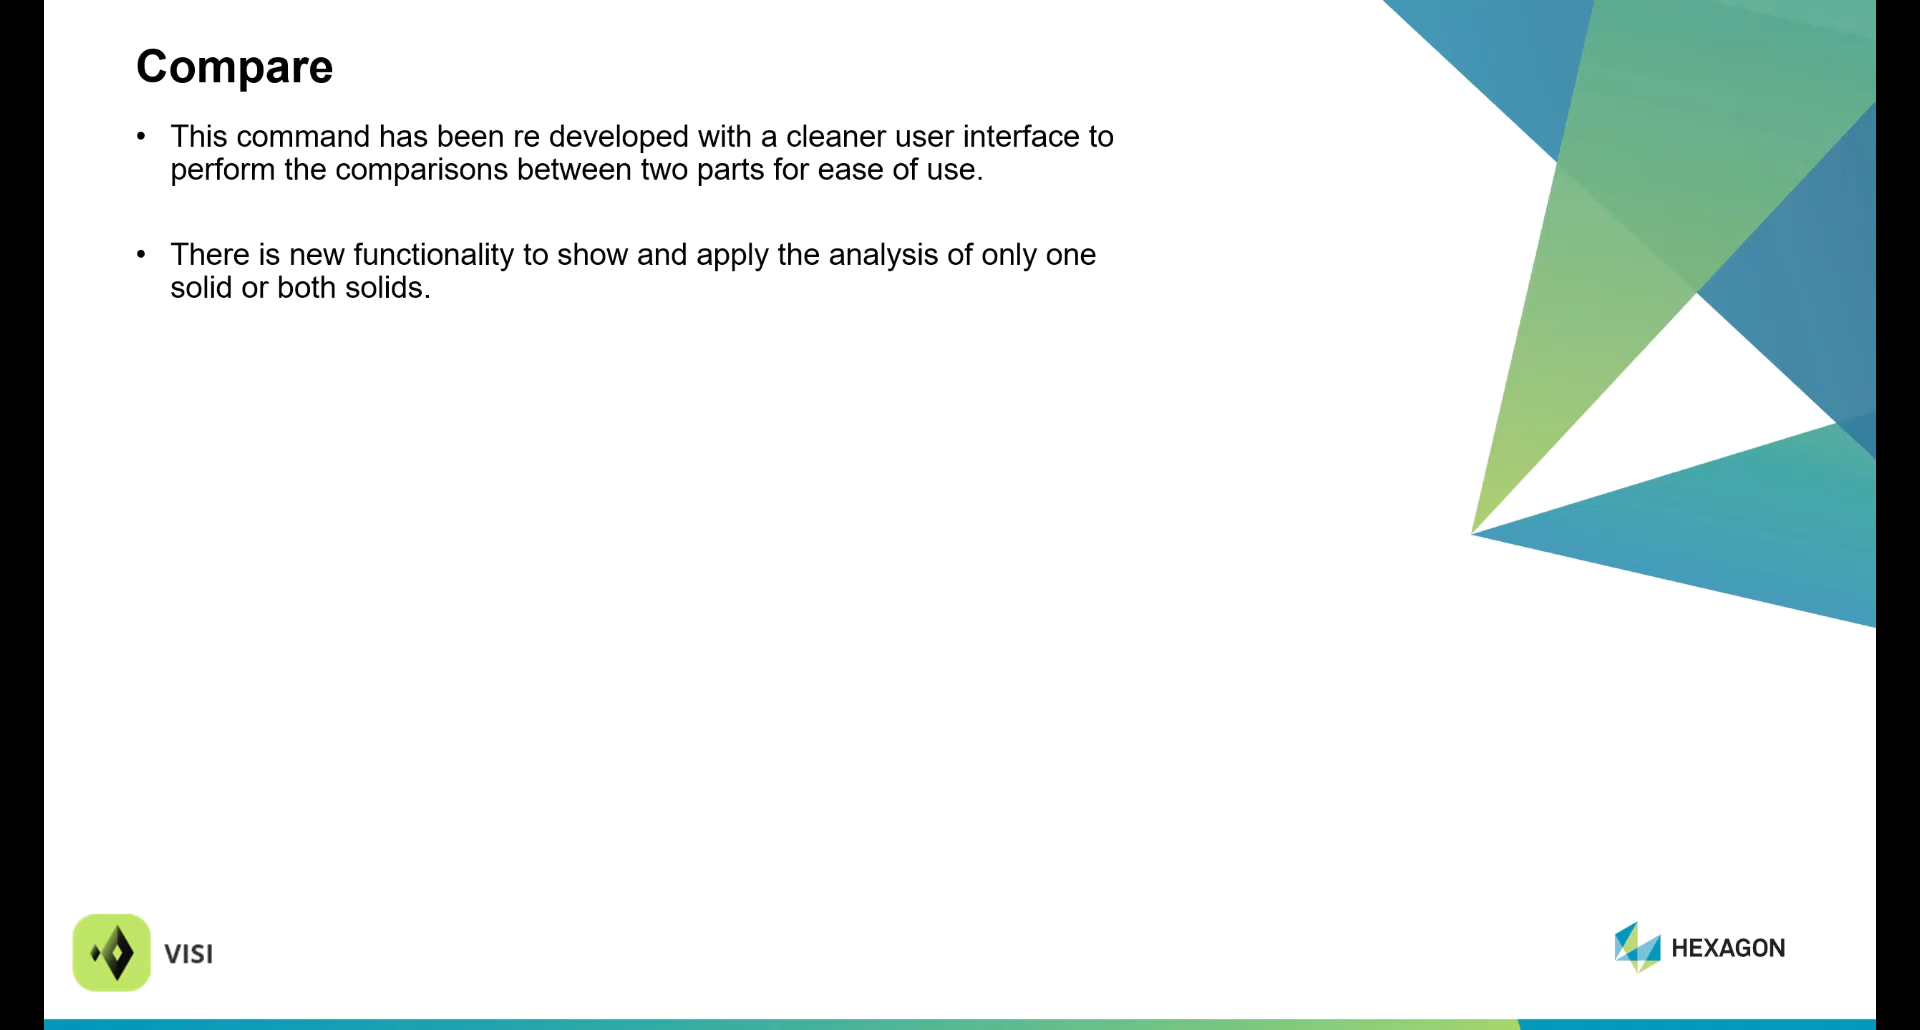 Compare
• This command has been re developed with a cleaner user interface to
perform the comparisons between two parts for ease of use.
• There is new functionality to show and apply the analysis of only one
solid or both solids.
VISI
HEXAGON